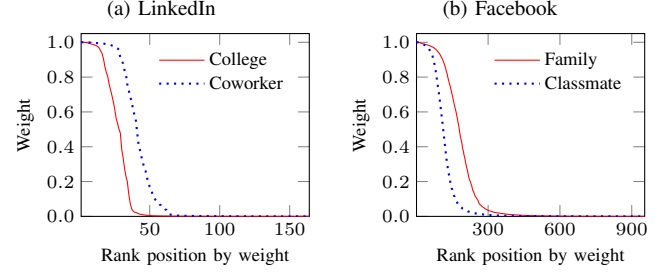 (a) LinkedIn
1.0
0.8
0.6
0.4
0.2
0.0
Weight
College
Coworker
50
100
150
Rank position by weight
(b) Facebook
1.0
0.8
0.6
0.4
0.2
0.0
Weight
Family
Classmate
300
600
900
Rank position by weight